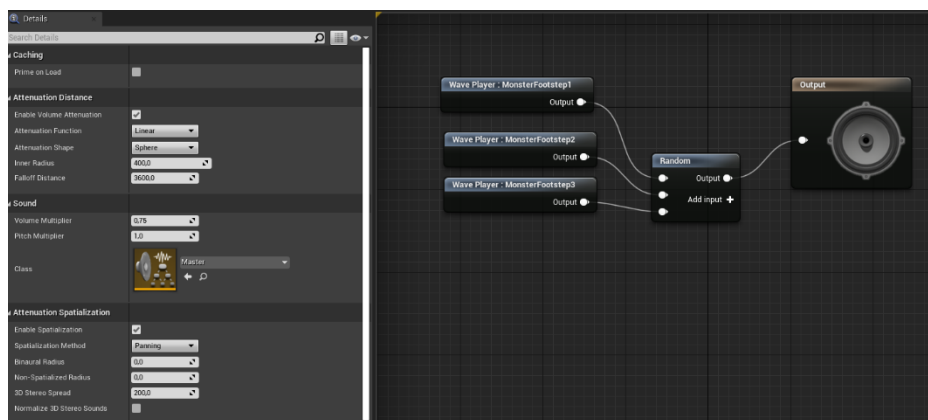 Details
Search Details
Caching
Prime on Load
Attenuation Distance
Enable Volume Attenuation
Attenuation Function Linear
Attenuation Shape Sphere
Inner Radius 400,0
Falloff Distance 3600,0
Sound
Volume Multiplier 0,75
Pitch Multiplier 1,0
Class Master
Attenuation Spatialization
Enable Spatialization
Spatialization Method Panning
Binaural Radius 0,0
Non-Spatialized Radius 0,0
3D Stereo Spread 200,0
Normalize 3D Stereo Sounds
Wave Player : MonsterFootstep1
Output
Wave Player : MonsterFootstep2
Output
Wave Player : MonsterFootstep3
Output
Random
Output
Add input
Output